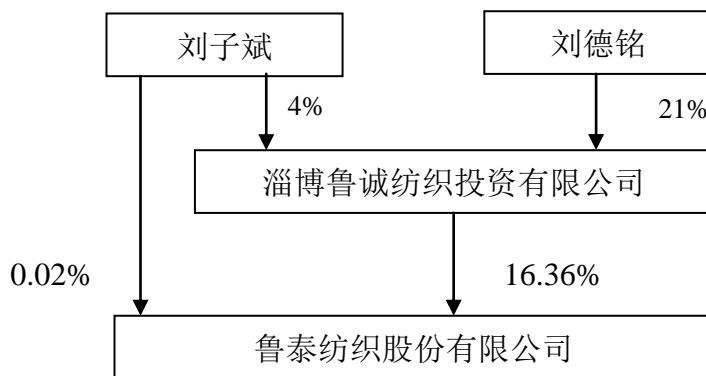 刘子斌
刘德铭
4%
21%
淄博鲁诚纺织投资有限公司
0.02%
16.36%
鲁泰纺织股份有限公司